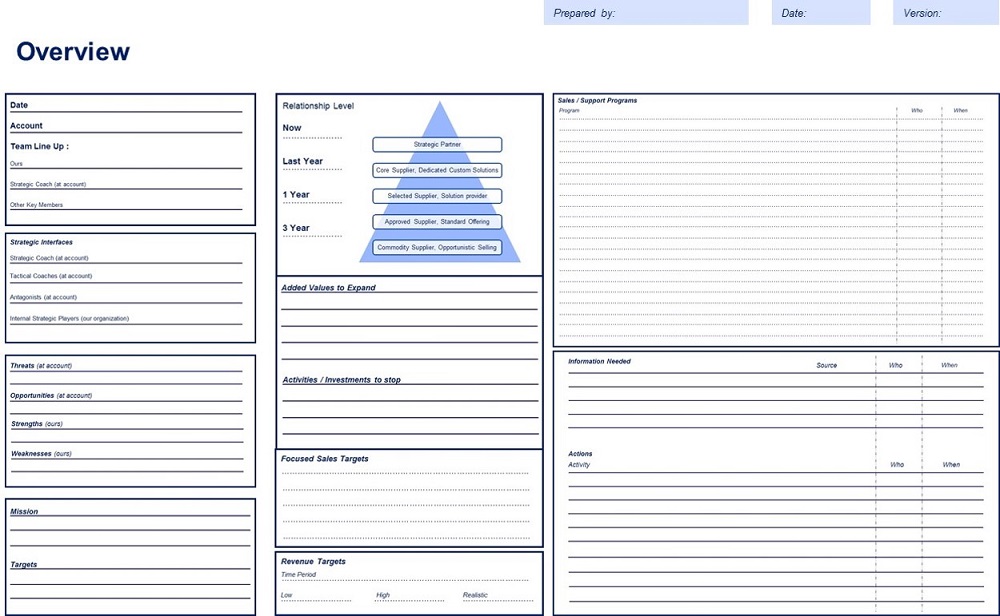 Prepared by:
Date:
Version:
Overview
Date
Account
Team Line Up :
Ours
Strategic Coach (at account)
Other Key Members
Strategic Interfaces
Strategic Coach (at account)
Tactical Coaches (at account)
Antagonists (at account)
Internal Strategic Players (our organization)
Threats (at account)
Opportunities (at account)
Strengths (ours)
Weaknesses (ours)
Mission
Targets
Relationship Level
Now
Last Year
1 Year
3 Year
Strategic Partner
Core Supplier, Dedicated Custom Solutions
Selected Supplier, Solution provider
Approved Supplier, Standard Offering
Commodity Supplier, Opportunistic Selling
Added Values to Expand
Activities / Investments to stop
Focused Sales Targets
Revenue Targets
Time Period
Low High Realistic
Sales / Support Programs
Program Who When
Information Needed
Source Who When
Actions
Activity Who When